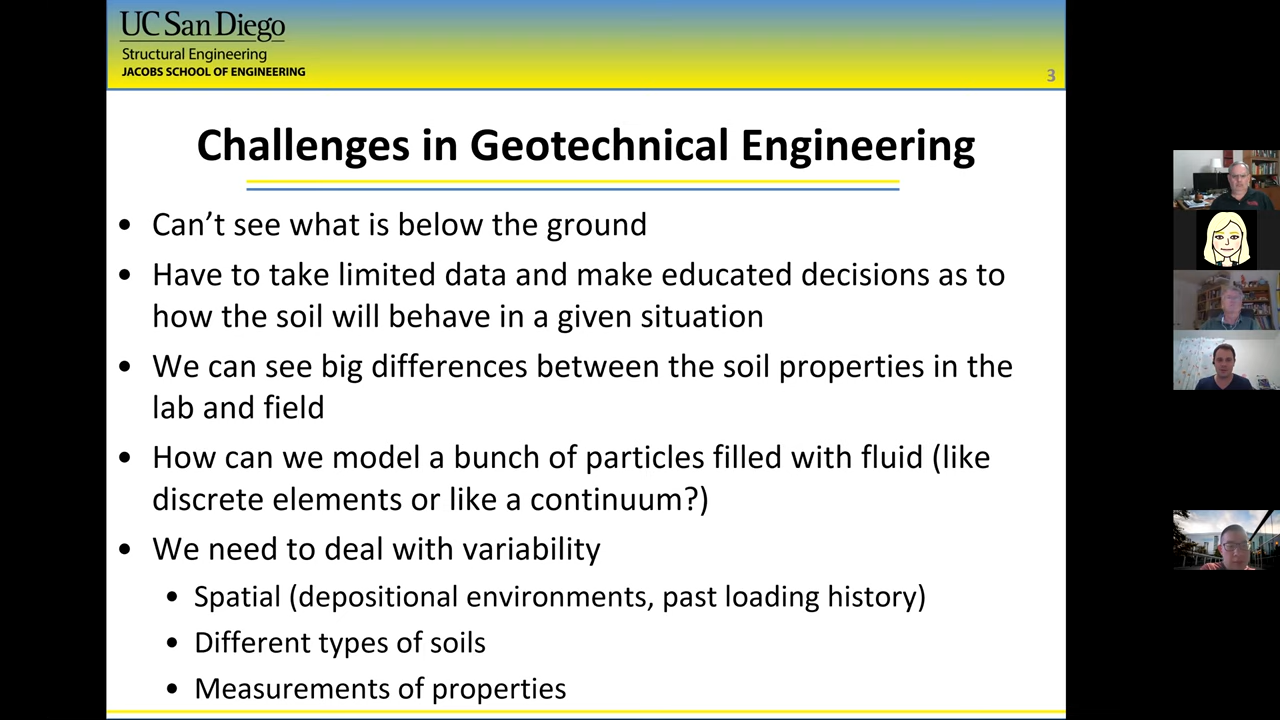 UC San Diego
Structural Engineering
JACOBS SCHOOL OF ENGINEERING
3
Challenges in Geotechnical Engineering
• Can’t see what is below the ground
• Have to take limited data and make educated decisions as to
how the soil will behave in a given situation
• We can see big differences between the soil properties in the
lab and field
• How can we model a bunch of particles filled with fluid (like
discrete elements or like a continuum?)
• We need to deal with variability
• Spatial (depositional environments, past loading history)
• Different types of soils
• Measurements of properties